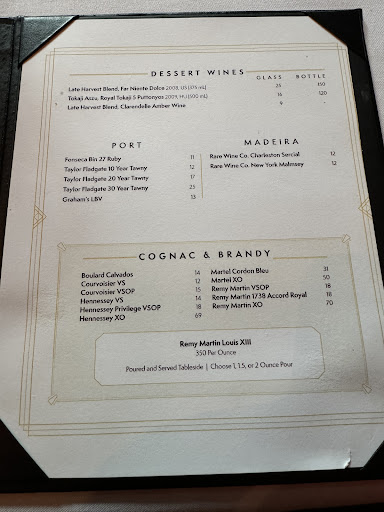 DESSERT WINES
GLASS BOTTLE
Late Harvest Blend, Far Niente Dolce 2008, US (375 mL) 25 150
Tokaji Aszu, Royal Tokaji 5 Puttonyos 2009, HU (500 mL) 16 120
Late Harvest Blend, Clarendelle Amber Wine 9
PORT
Fonseca Bin 27 Ruby 11
Taylor Fladgate 10 Year Tawny 12
Taylor Fladgate 20 Year Tawny 17
Taylor Fladgate 30 Year Tawny 25
Graham's LBV 13
MADEIRA
Rare Wine Co. Charleston Sercial 12
Rare Wine Co. New York Malmsey 12
COGNAC & BRANDY
Boulard Calvados 14
Courvoisier VS 12
Courvoisier VSOP 15
Hennessey VS 14
Hennessey Privilege VSOP 18
Hennessey XO 69
Martel Cordon Bleu 31
Martel XO 50
Remy Martin VSOP 18
Remy Martin 1738 Accord Royal 18
Remy Martin XO 70
Remy Martin Louis XIII
350 Per Ounce
Poured and Served Tableside | Choose 1, 1.5, or 2 Ounce Pour